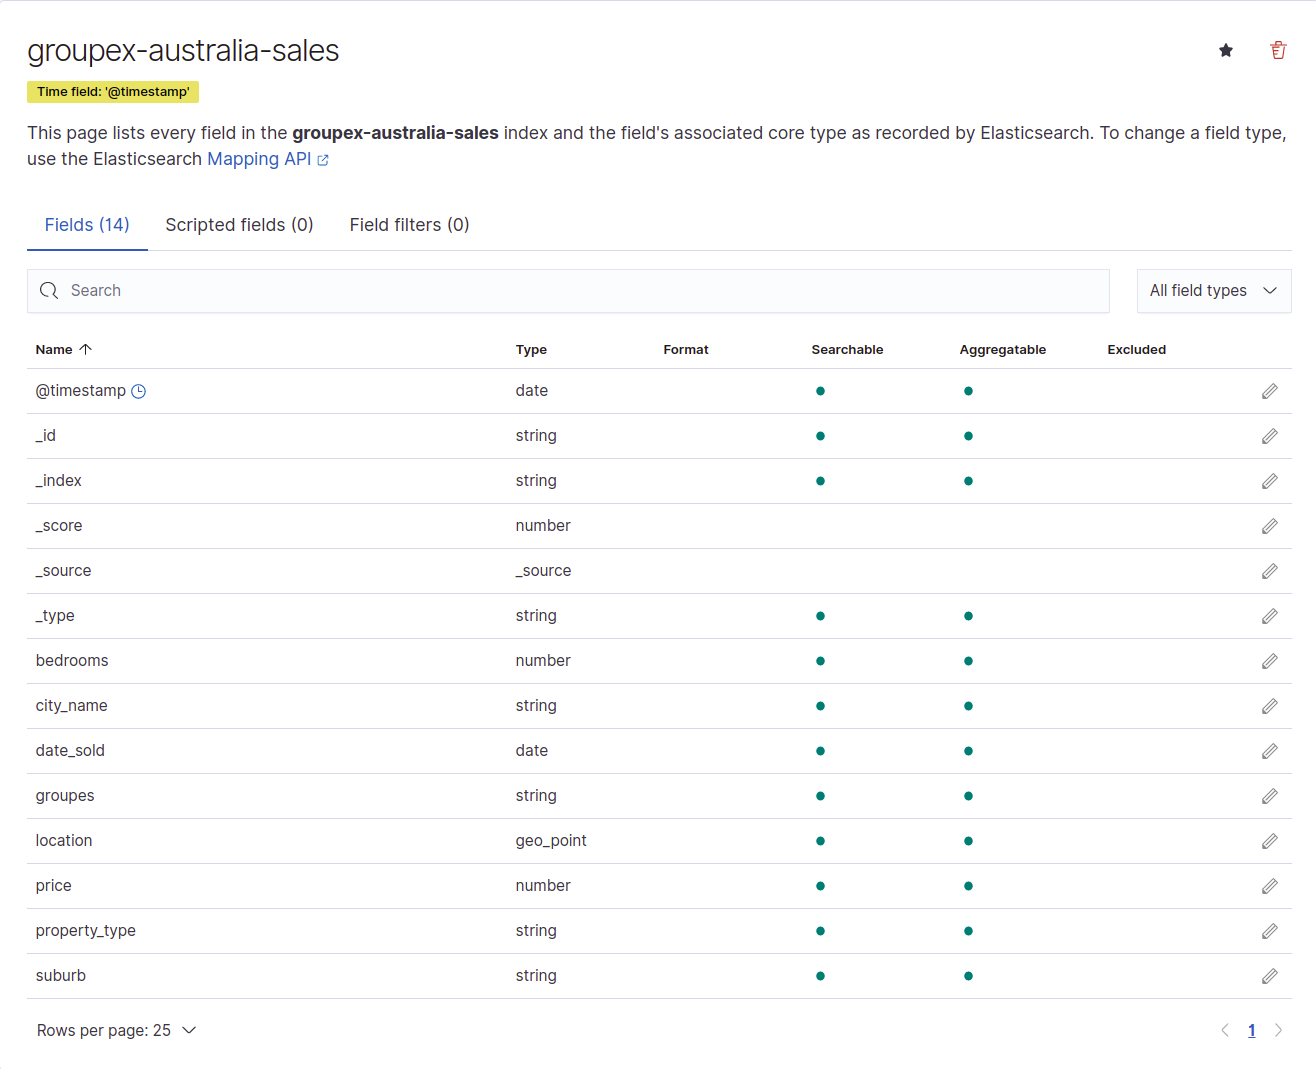 groupex-australia-sales
Time field: '@timestamp'
This page lists every field in the groupex-australia-sales index and the field's associated core type as recorded by Elasticsearch. To change a field type,
use the Elasticsearch Mapping API
Fields (14) Scripted fields (0) Field filters (0)
Search All field types
Name Type Format Searchable Aggregatable Excluded
@timestamp date
_id string
_index string
_score number
_source _source
_type string
bedrooms number
city_name string
date_sold date
groupes string
location geo_point
price number
property_type string
suburb string
Rows per page: 25 1